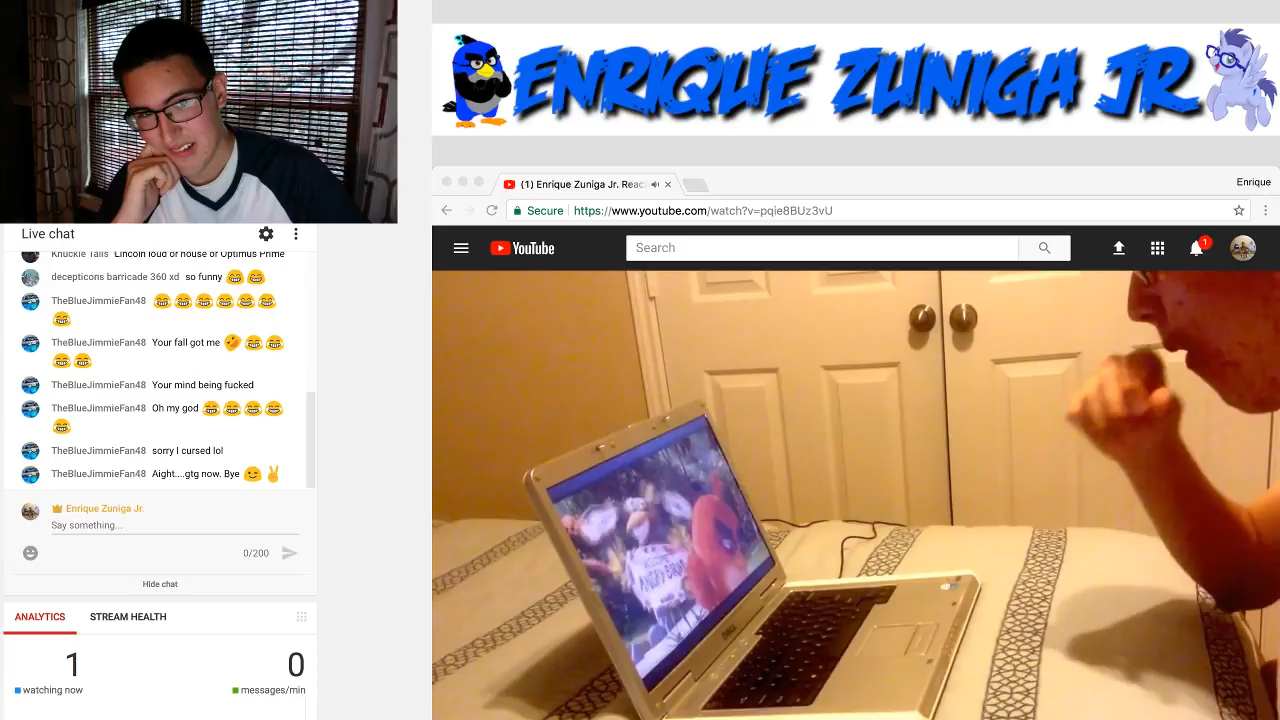 ENRIQUE ZUNIGA JR
(1) Enrique Zuniga Jr. Reac
Enrique
Secure
https://www.youtube.com/watch?v=pqie8BUz3vU
YouTube
Search
1
Live chat
Knuckle Tails Lincoln loud or house or Optimus Prime
decepticons barricade 360 xd so funny
TheBlueJimmieFan48
TheBlueJimmieFan48 Your fall got me
TheBlueJimmieFan48 Your mind being fucked
TheBlueJimmieFan48 Oh my god
TheBlueJimmieFan48 sorry I cursed lol
TheBlueJimmieFan48 Aight....gtg now. Bye
Enrique Zuniga Jr.
Say something...
0/200
Hide chat
ANALYTICS STREAM HEALTH
1 0
watching now messages/min
ANGRY BIRDS
DELL